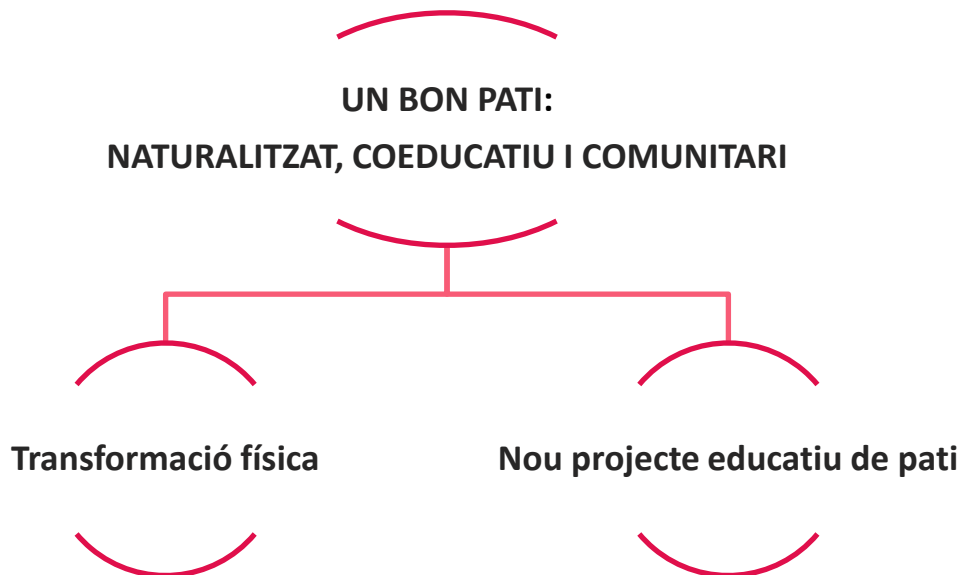 UN BON PATI:
NATURALITZAT, COEDUCATIU I COMUNITARI
Transformació física
Nou projecte educatiu de pati